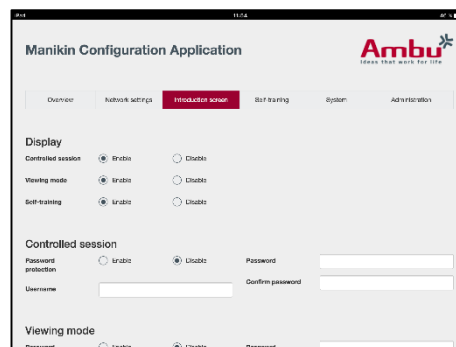 iPad 11:54
Manikin Configuration Application
Ambu
Ideas that work for life
Overview Network settings Introduction screen Self-training System Administration
Display
Controlled session Enable Disable
Viewing mode Enable Disable
Self-training Enable Disable
Controlled session
Password protection Enable Disable Password
Username Confirm password
Viewing mode
Password Enable Disable Password